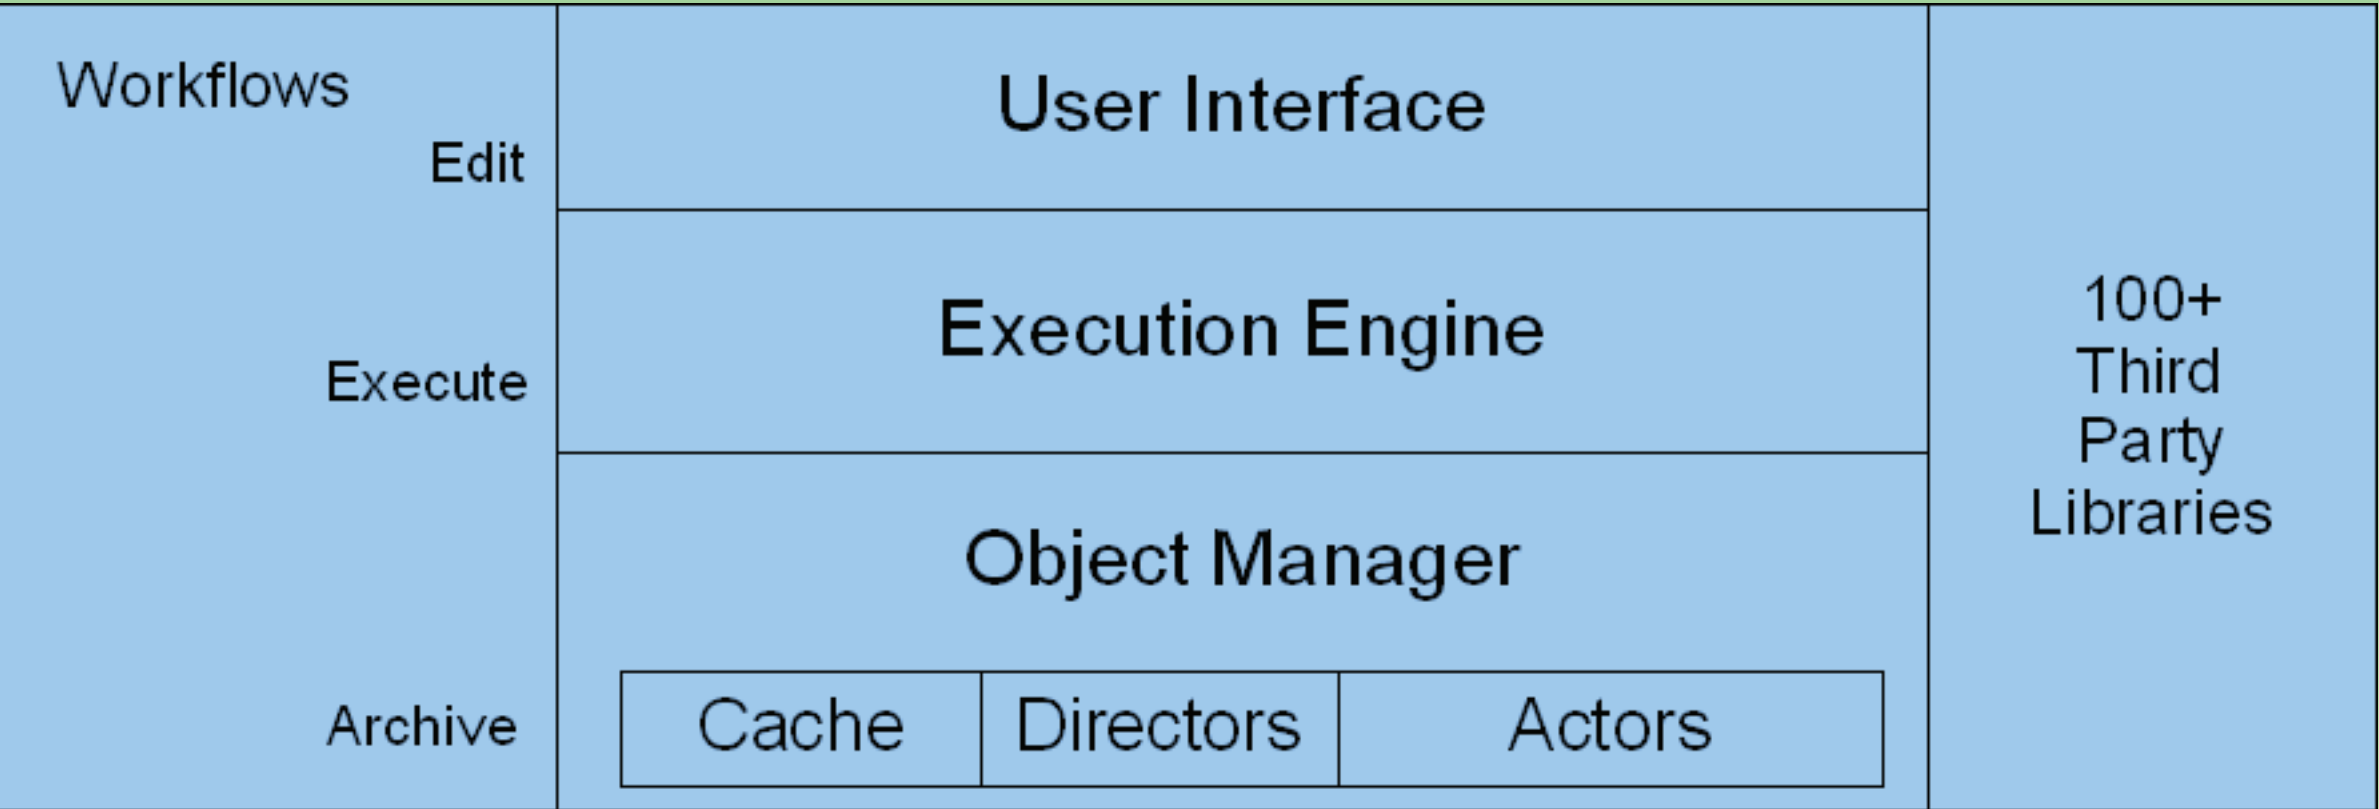 Workflows
Edit
Execute
Archive
User Interface
Execution Engine
Object Manager
Cache
Directors
Actors
100+
Third
Party
Libraries